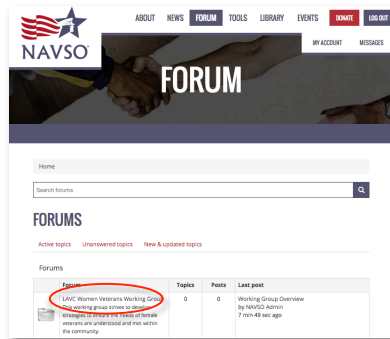 ABOUT NEWS FORUM TOOLS LIBRARY EVENTS DONATE LOG OUT
MY ACCOUNT MESSAGES
NAVSO
FORUM
Home
Search forums
FORUMS
Active topics Unanswered topics New & updated topics
Forums
Forum Topics Posts Last post
LAVC Women Veterans Working Group 0 0 Working Group Overview
This working group strives to develop by NAVSO Admin
strategies to ensure the needs of female 7 min 49 sec ago
veterans are understood and met within
the community.